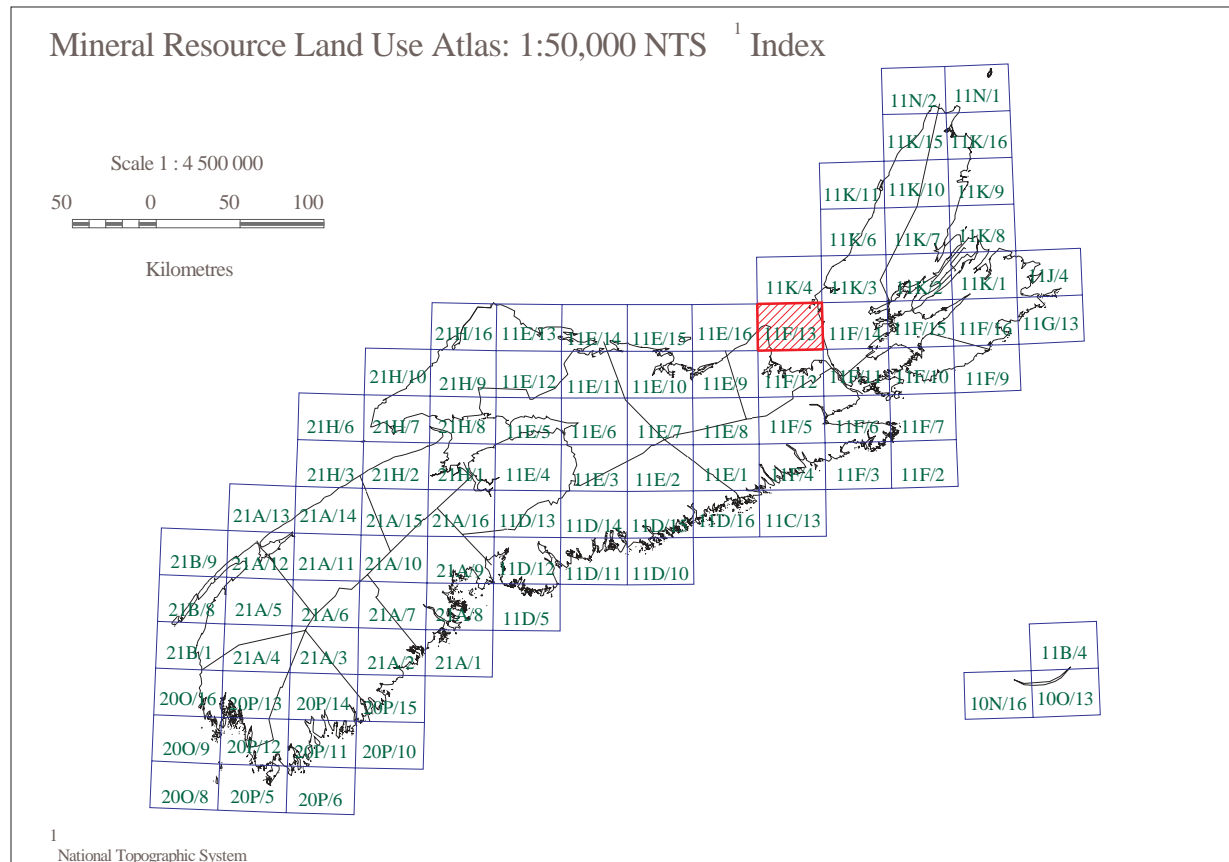 Mineral Resource Land Use Atlas: 1:50,000 NTS 1 Index
11N/2 11N/1
Scale 1 : 4 500 000
11K/15 11K/16
50 0 50 100
11K/11 11K/10 11K/9
11K/6 11K/7 11K/8
Kilometres
11K/4 11K/3 11K/2 11K/1 11J/4
21H/16 11E/13 11E/14 11E/15 11E/16 11F/13 11F/14 11F/15 11F/16 11G/13
21H/10 21H/9 11E/12 11E/11 11E/10 11E/9 11F/12 11F/11 11F/10 11F/9
21H/6 21H/7 21H/8 11E/5 11E/6 11E/7 11E/8 11F/5 11F/6 11F/7
21H/3 21H/2 21H/1 11E/4 11E/3 11E/2 11E/1 11F/4 11F/3 11F/2
21A/13 21A/14 21A/15 21A/16 11D/13 11D/14 11D/15 11D/16 11C/13
21B/9 21A/12 21A/11 21A/10 21A/9 11D/12 11D/11 11D/10
21B/8 21A/5 21A/6 21A/7 21A/8 11D/5
21B/1 21A/4 21A/3 21A/2 21A/1 11B/4
20O/16 20P/13 20P/14 20P/15 10N/16 10O/13
20O/9 20P/12 20P/11 20P/10
20O/8 20P/5 20P/6
1
National Topographic System